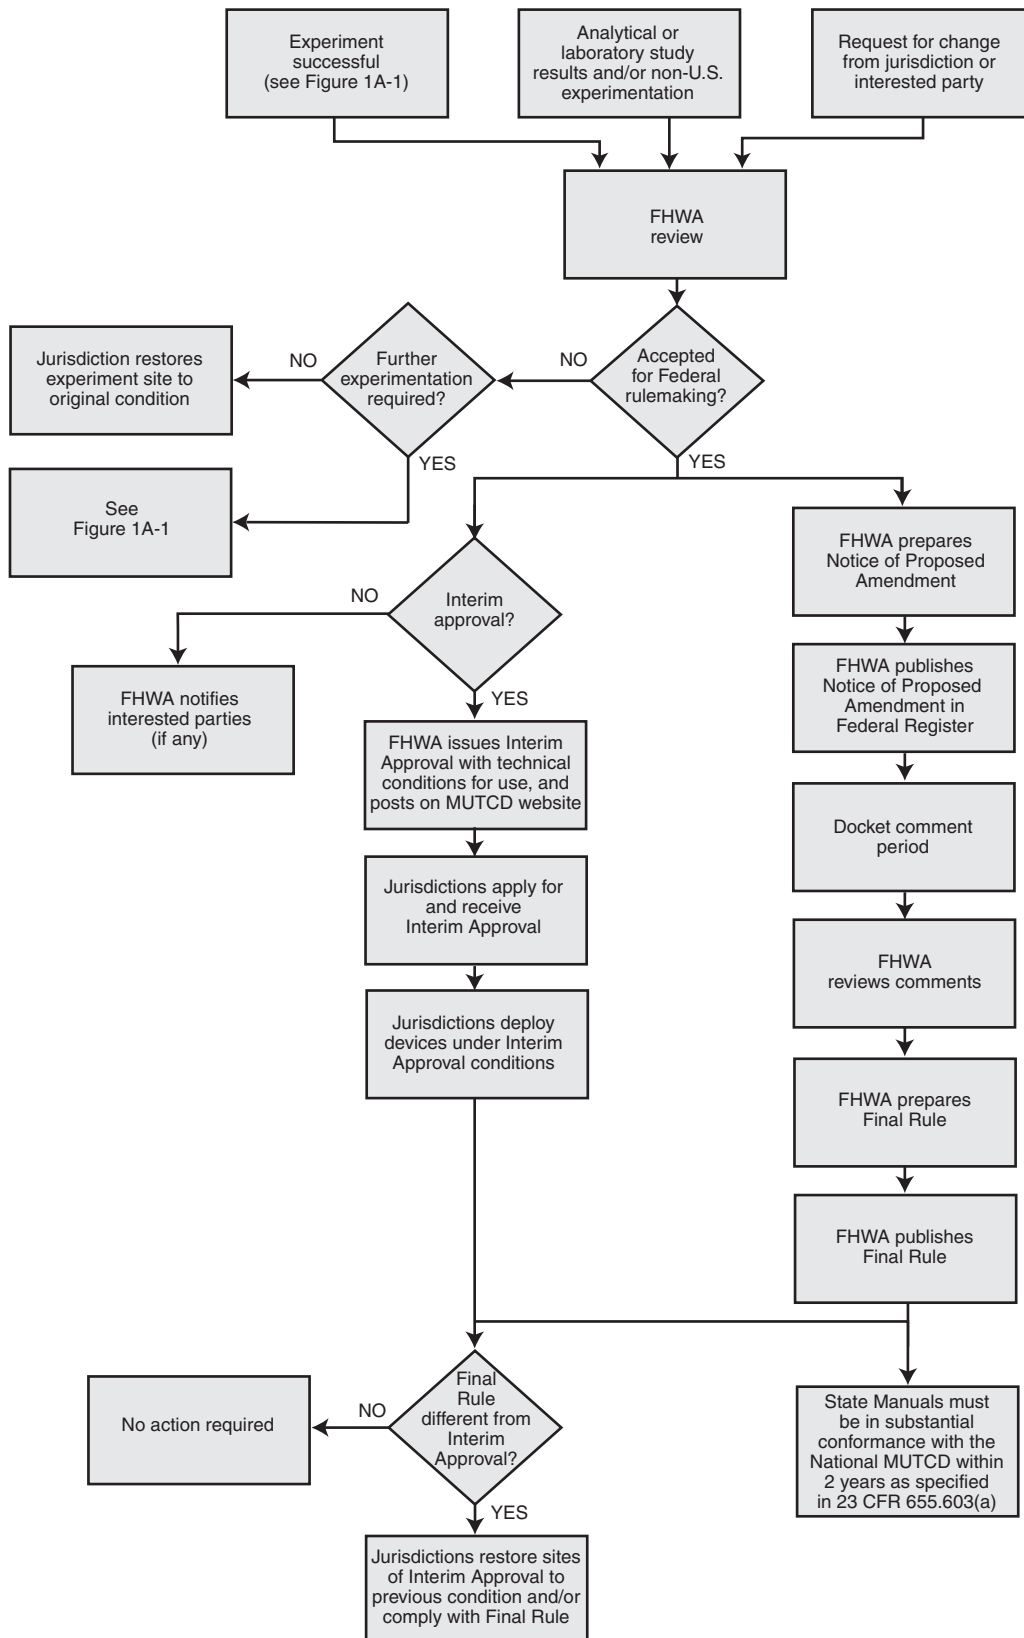 Experiment
successful
(see Figure 1A-1)
Analytical or
laboratory study
results and/or non-U.S.
experimentation
Request for change
from jurisdiction or
interested party
FHWA
review
Accepted
for Federal
rulemaking?
NO
YES
Further
experimentation
required?
NO
YES
Jurisdiction restores
experiment site to
original condition
See
Figure 1A-1
Interim
approval?
NO
YES
FHWA notifies
interested parties
(if any)
FHWA issues Interim
Approval with technical
conditions for use, and
posts on MUTCD website
Jurisdictions apply for
and receive
Interim Approval
Jurisdictions deploy
devices under Interim
Approval conditions
FHWA prepares
Notice of Proposed
Amendment
FHWA publishes
Notice of Proposed
Amendment in
Federal Register
Docket comment
period
FHWA
reviews comments
FHWA prepares
Final Rule
FHWA publishes
Final Rule
Final
Rule
different from
Interim
Approval?
NO
YES
No action required
State Manuals must
be in substantial
conformance with the
National MUTCD within
2 years as specified
in 23 CFR 655.603(a)
Jurisdictions restore sites
of Interim Approval to
previous condition and/or
comply with Final Rule